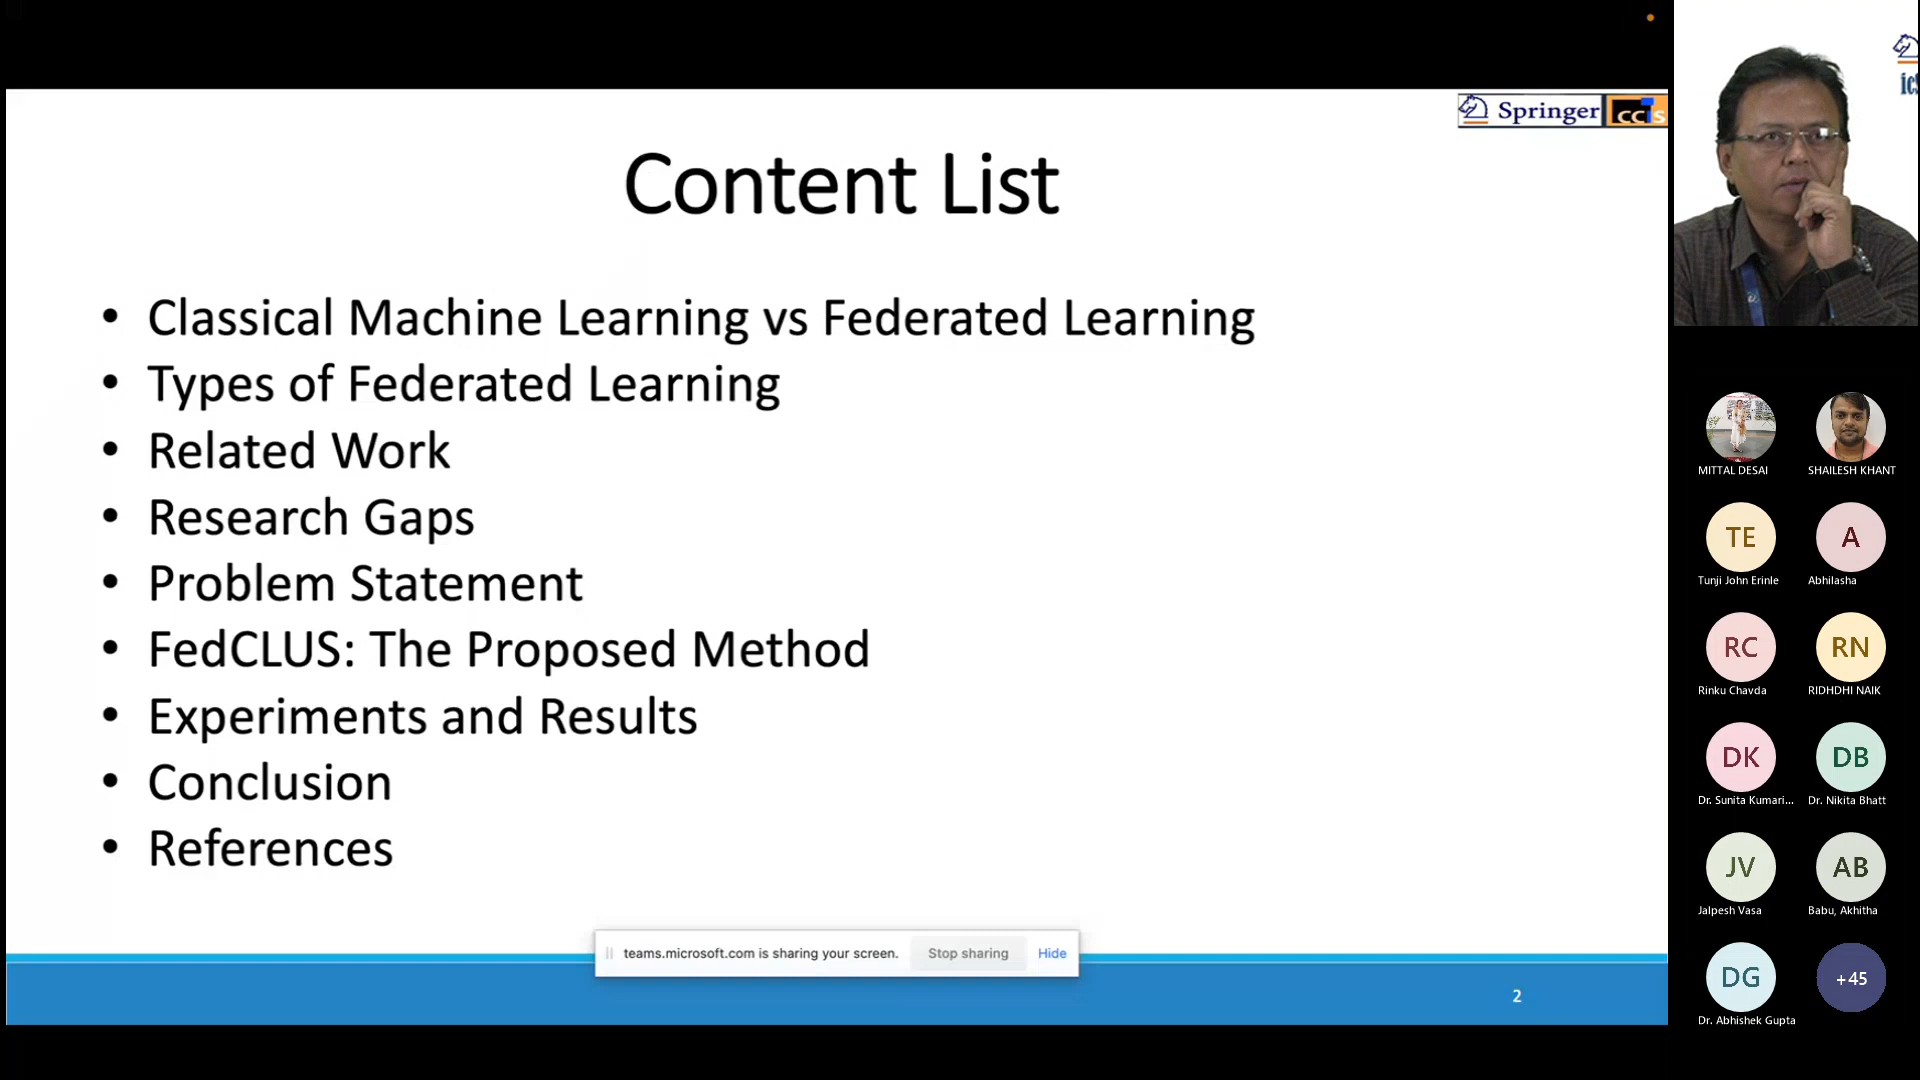 Springer
Content List
• Classical Machine Learning vs Federated Learning
• Types of Federated Learning
• Related Work
• Research Gaps
• Problem Statement
• FedCLUS: The Proposed Method
• Experiments and Results
• Conclusion
• References
teams.microsoft.com is sharing your screen. Stop sharing Hide
2
MITTAL DESAI
SHAILESH KHANT
TE
A
Tunji John Erinle
Abhilasha
RC
RN
Rinku Chavda
RIDHDHI NAIK
DK
DB
Dr. Sunita Kumari...
Dr. Nikita Bhatt
JV
AB
Jalpesh Vasa
Babu, Akhitha
DG
+45
Dr. Abhishek Gupta